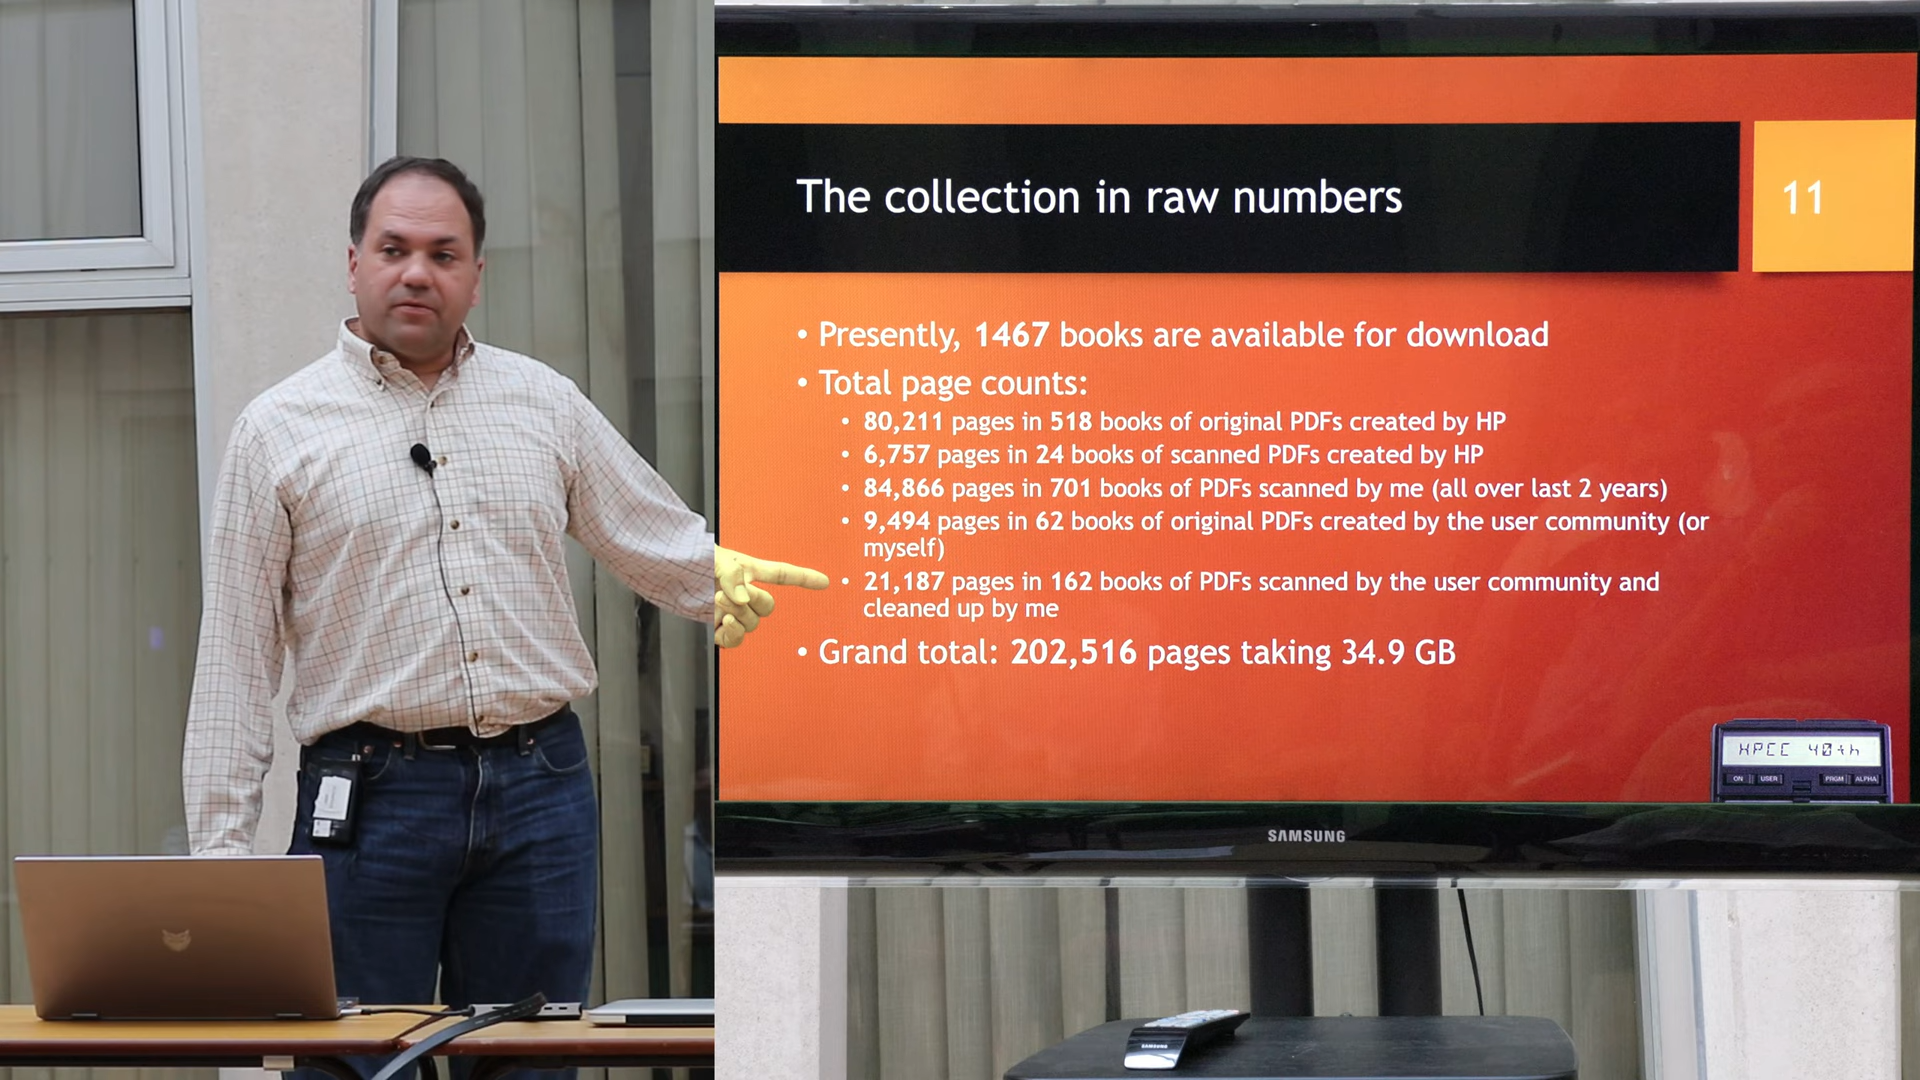 The collection in raw numbers
11
• Presently, 1467 books are available for download
• Total page counts:
• 80,211 pages in 518 books of original PDFs created by HP
• 6,757 pages in 24 books of scanned PDFs created by HP
• 84,866 pages in 701 books of PDFs scanned by me (all over last 2 years)
• 9,494 pages in 62 books of original PDFs created by the user community (or
myself)
• 21,187 pages in 162 books of PDFs scanned by the user community and
cleaned up by me
• Grand total: 202,516 pages taking 34.9 GB
HPCC 40th
ON USER PRGM ALPHA
SAMSUNG
SAMSUNG